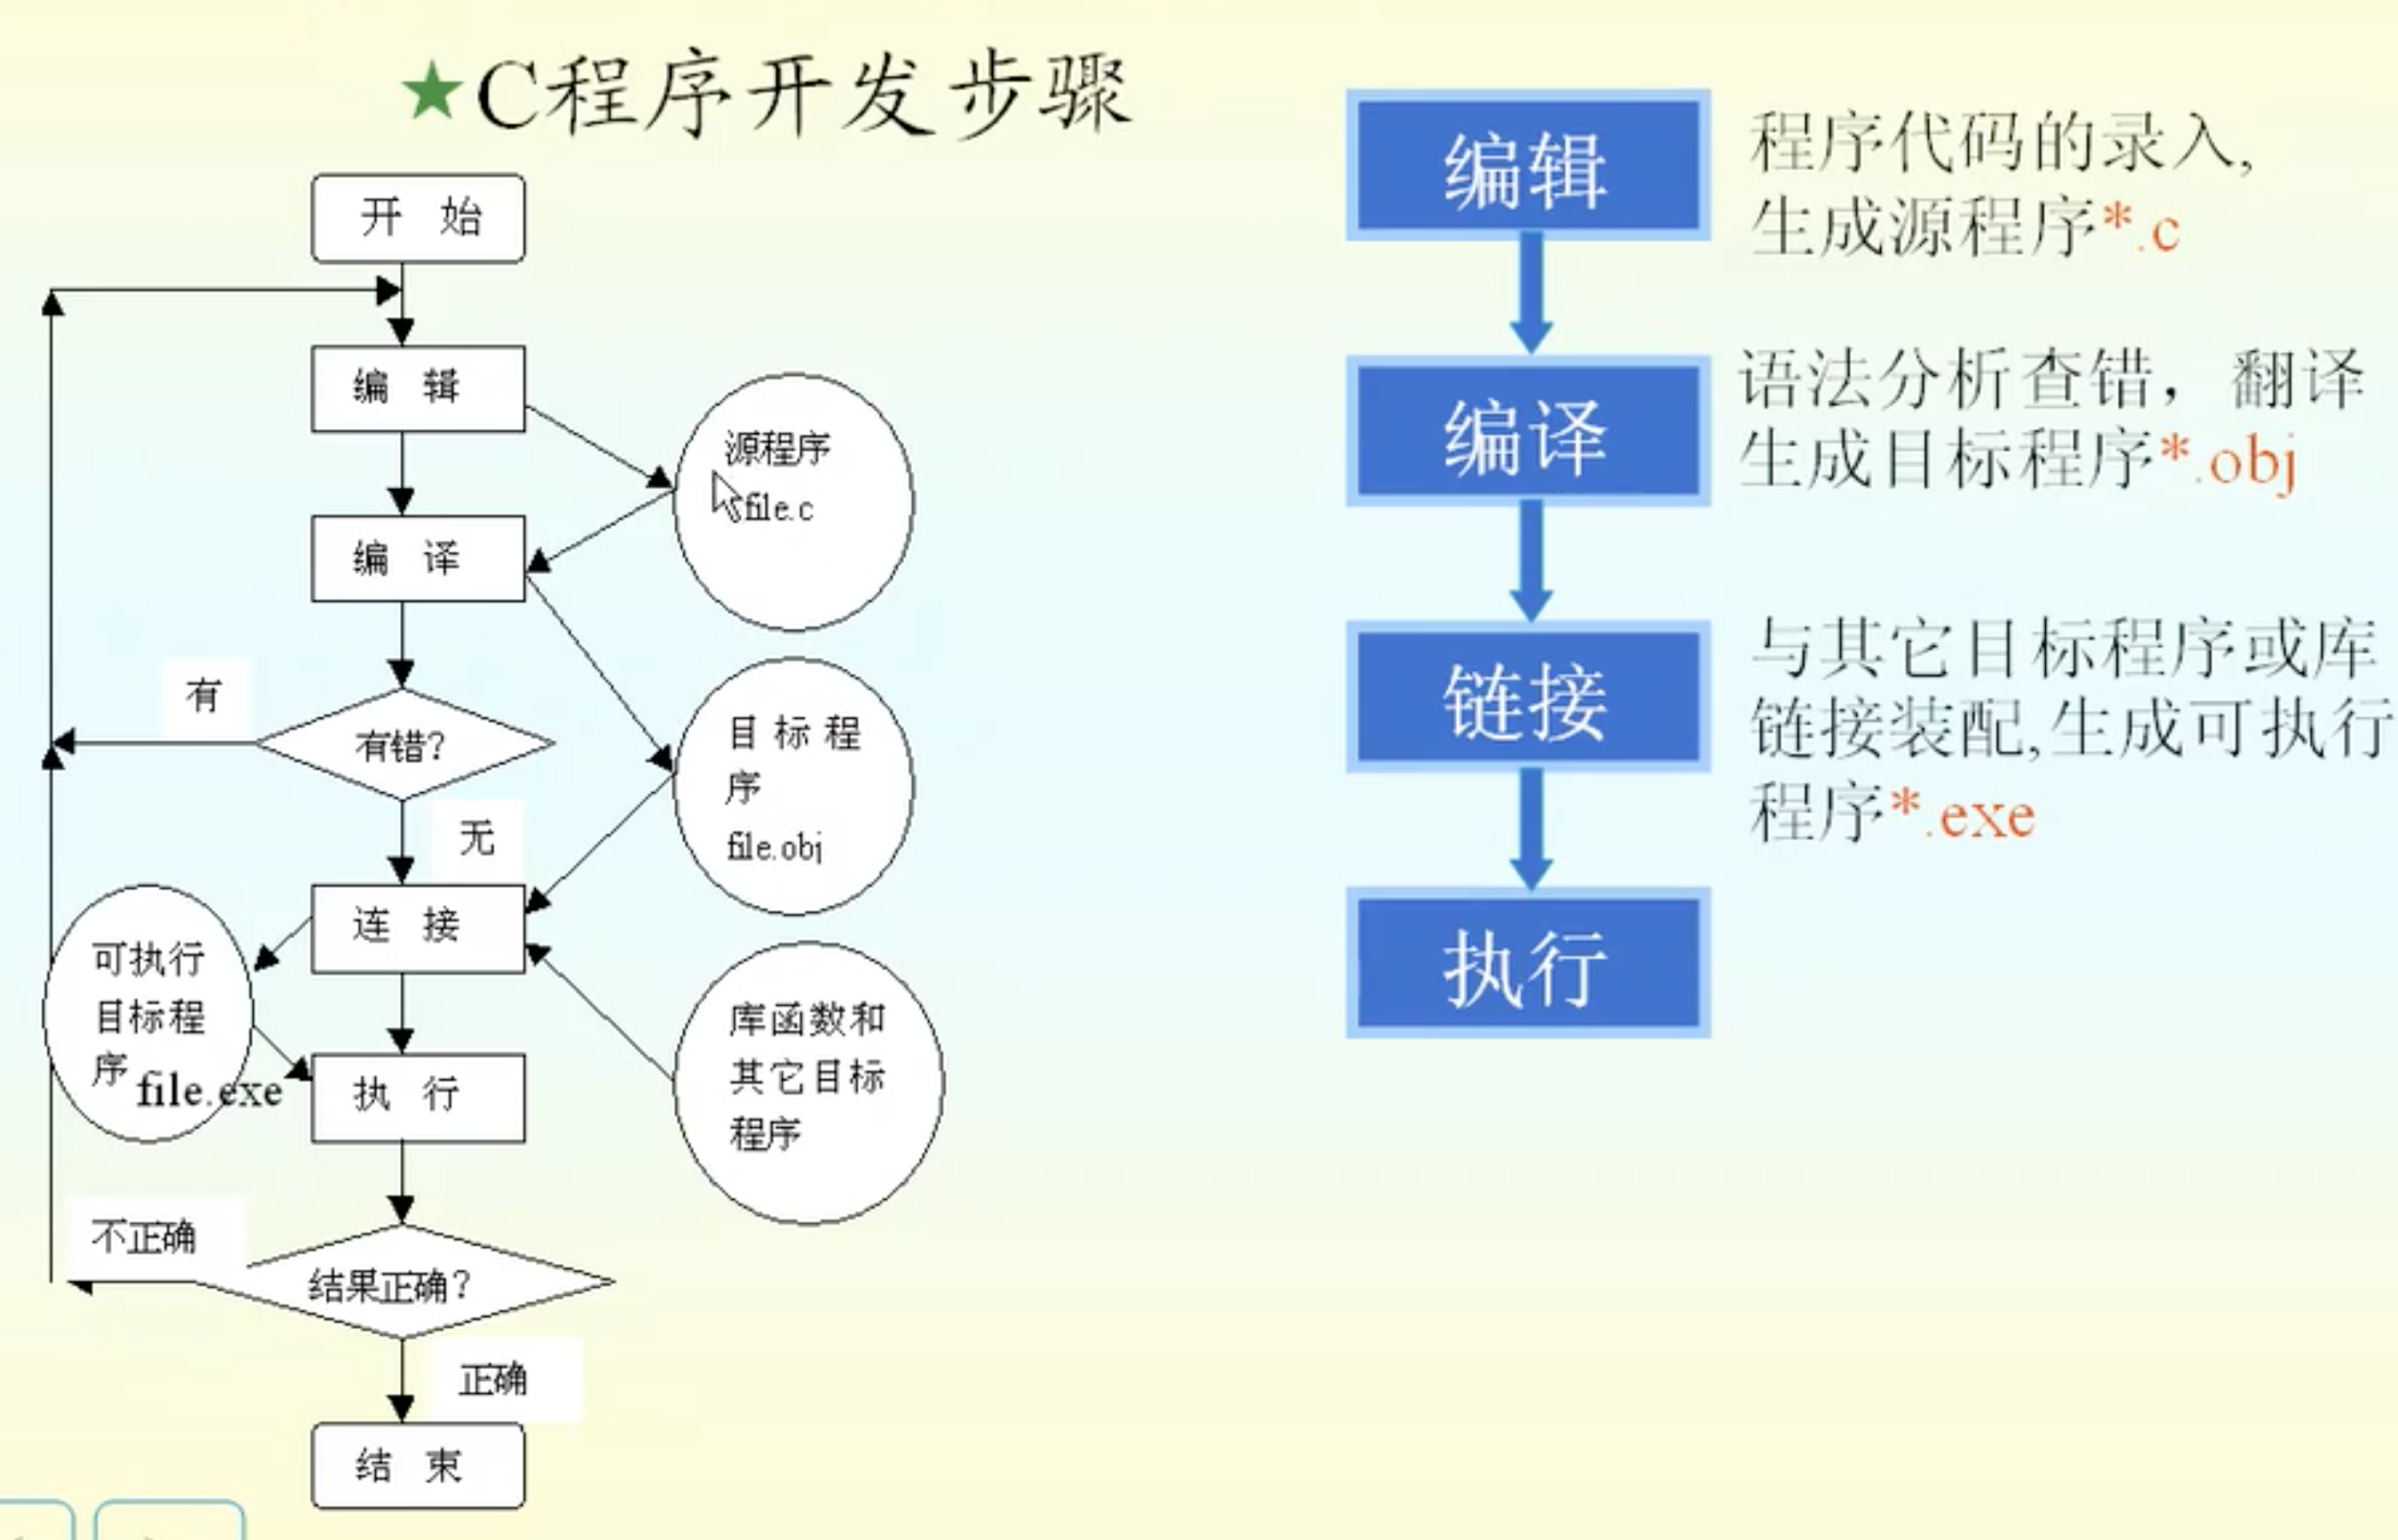 ★C程序开发步骤
开 始
编 辑
源程序
file.c
编 译
有
有错?
目标程
序
file.obj
无
连 接
可执行
目标程
序
file.exe
库函数和
其它目标
程序
执 行
不正确
结果正确?
正确
结 束
编辑
程序代码的录入,
生成源程序*.c
编译
语法分析查错，翻译
生成目标程序*.obj
链接
与其它目标程序或库
链接装配,生成可执行
程序*.exe
执行